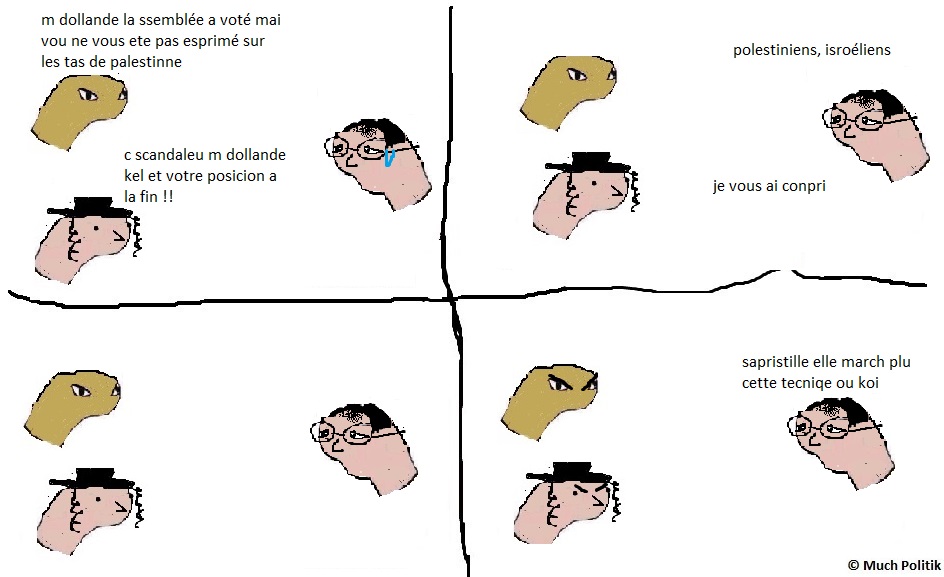 m dollande la ssemblée a voté mai
vou ne vous ete pas esprimé sur
les tas de palestinne
c scandaleu m dollande
kel et votre posicion a
la fin !!
polestiniens, isroéliens
je vous ai conpri
sapristille elle march plu
cette tecniqe ou koi
© Much Politik